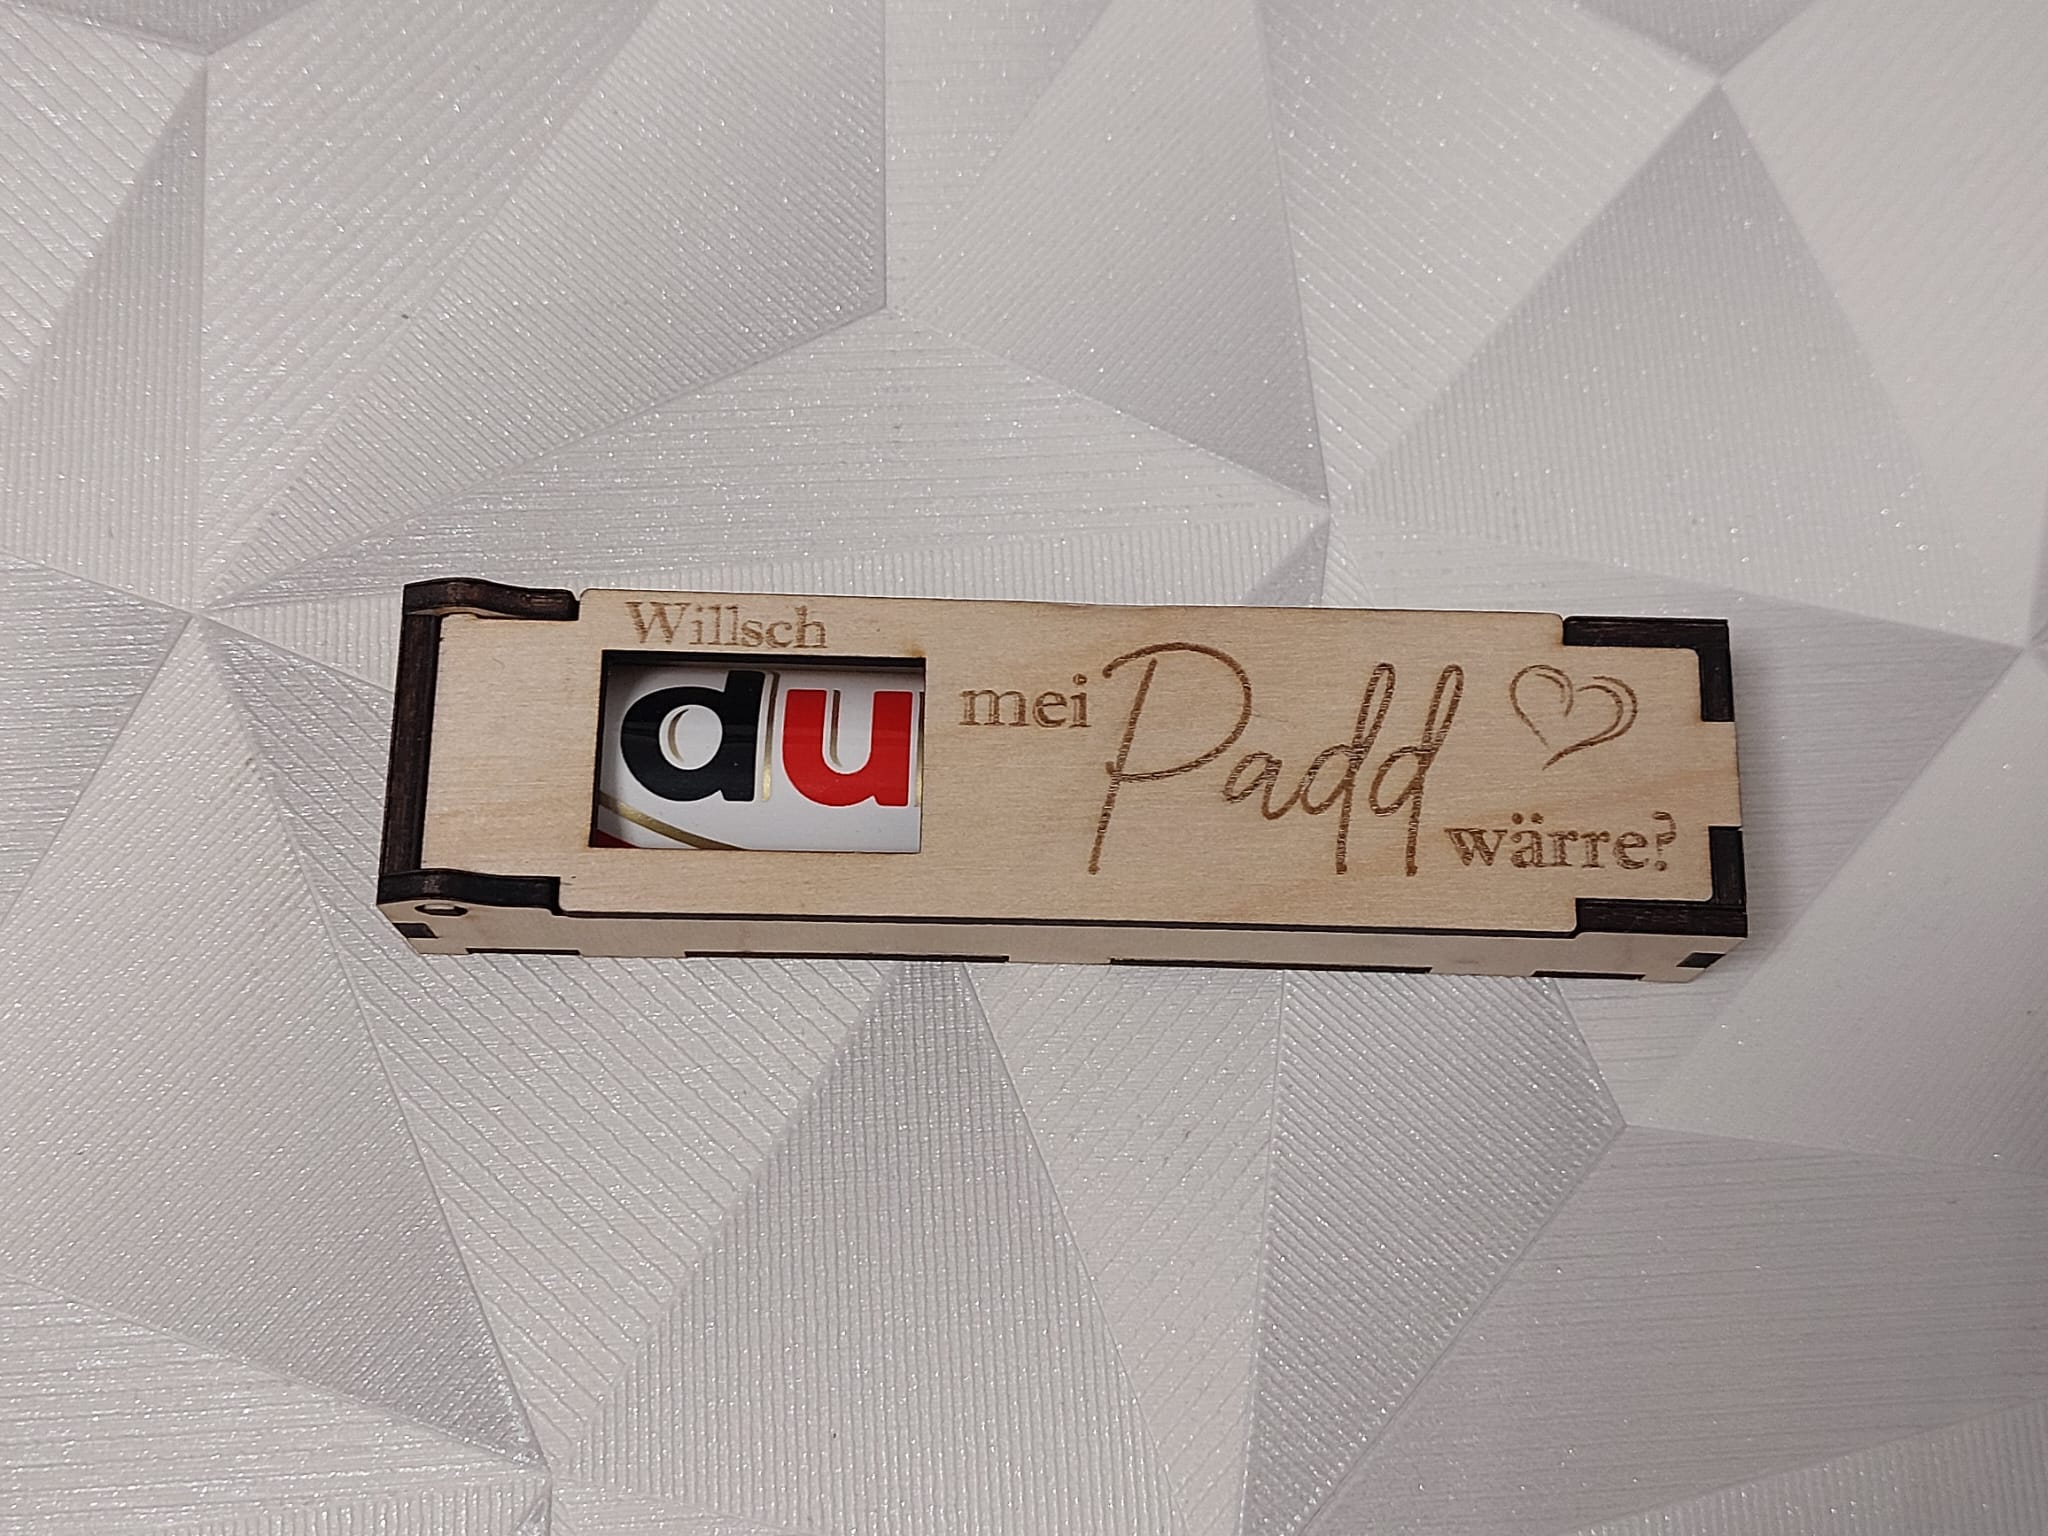 Willsch
du mei Padd
wärre?